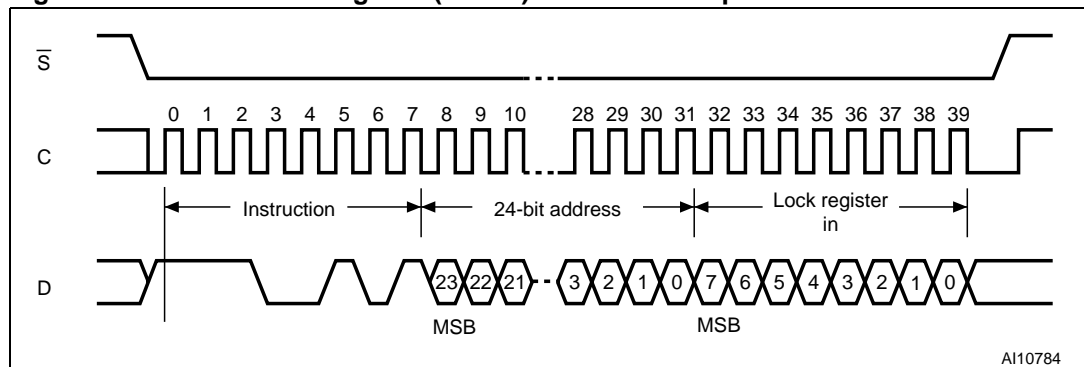 S
0 1 2 3 4 5 6 7 8 9 10 28 29 30 31 32 33 34 35 36 37 38 39
C
Instruction 24-bit address Lock register
in
D 23 22 21 3 2 1 0 7 6 5 4 3 2 1 0
MSB MSB
AI10784